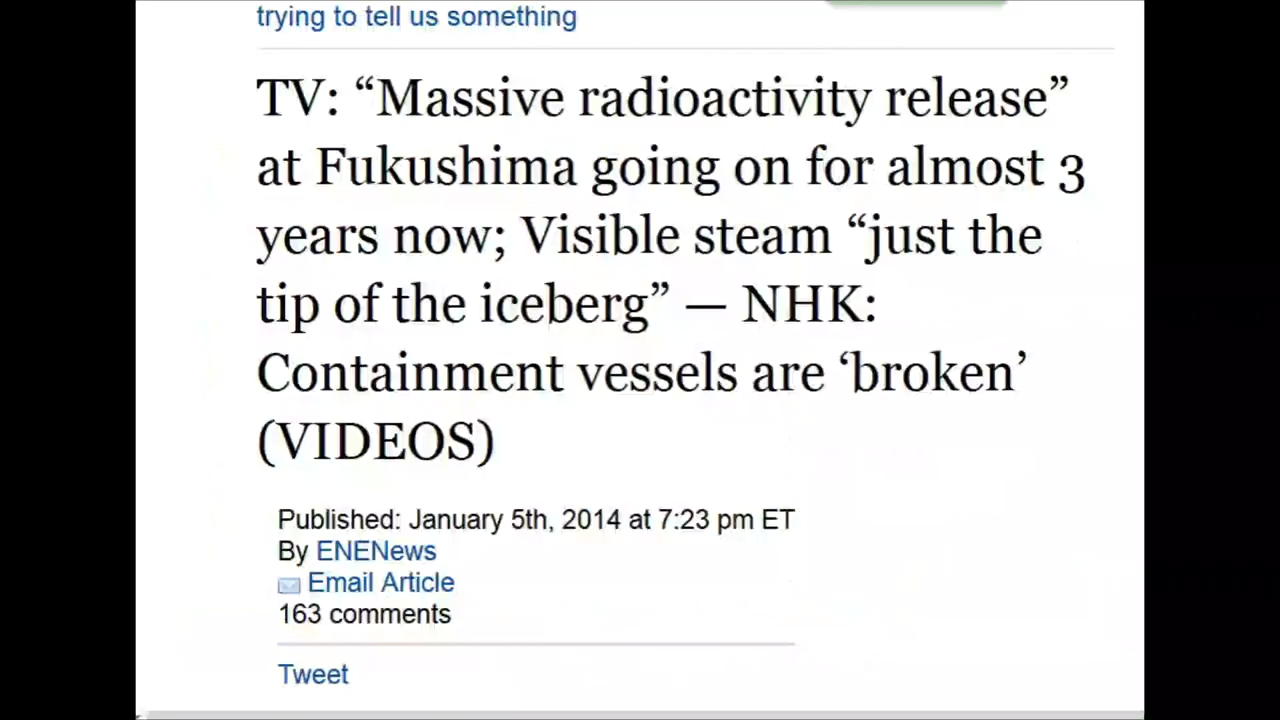 trying to tell us something
TV: “Massive radioactivity release”
at Fukushima going on for almost 3
years now; Visible steam “just the
tip of the iceberg” — NHK:
Containment vessels are ‘broken’
(VIDEOS)
Published: January 5th, 2014 at 7:23 pm ET
By ENENews
Email Article
163 comments
Tweet